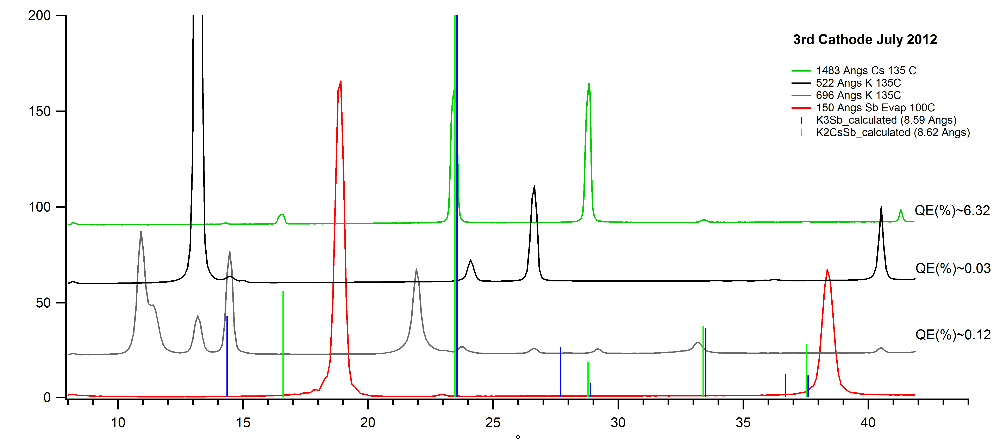 200
150
100
50
0
3rd Cathode July 2012
1483 Angs Cs 135 C
522 Angs K 135C
696 Angs K 135C
150 Angs Sb Evap 100C
K3Sb_calculated (8.59 Angs)
K2CsSb_calculated (8.62 Angs)
QE(%)~6.32
QE(%)~0.03
QE(%)~0.12
10 15 20 25 30 35 40
°